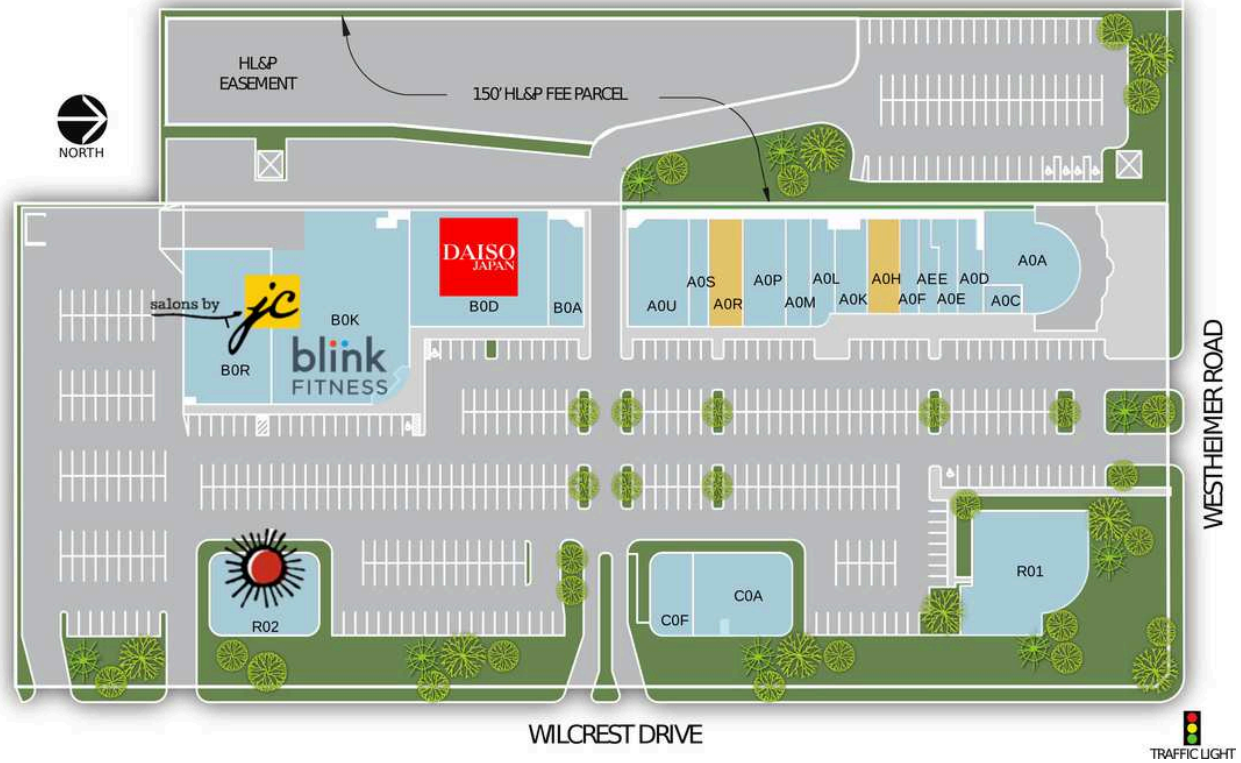 HL&P
EASEMENT
150' HL&P FEE PARCEL
NORTH
DAISO
JAPAN
B0D
B0A
salons by
jc
B0K
blink
FITNESS
B0R
A0U
A0S
A0R
A0P
A0M
A0L
A0K
A0H
A0F
AEE
A0E
A0D
A0C
A0A
WESTHEIMER ROAD
R02
C0F
C0A
R01
WILCREST DRIVE
TRAFFIC LIGHT